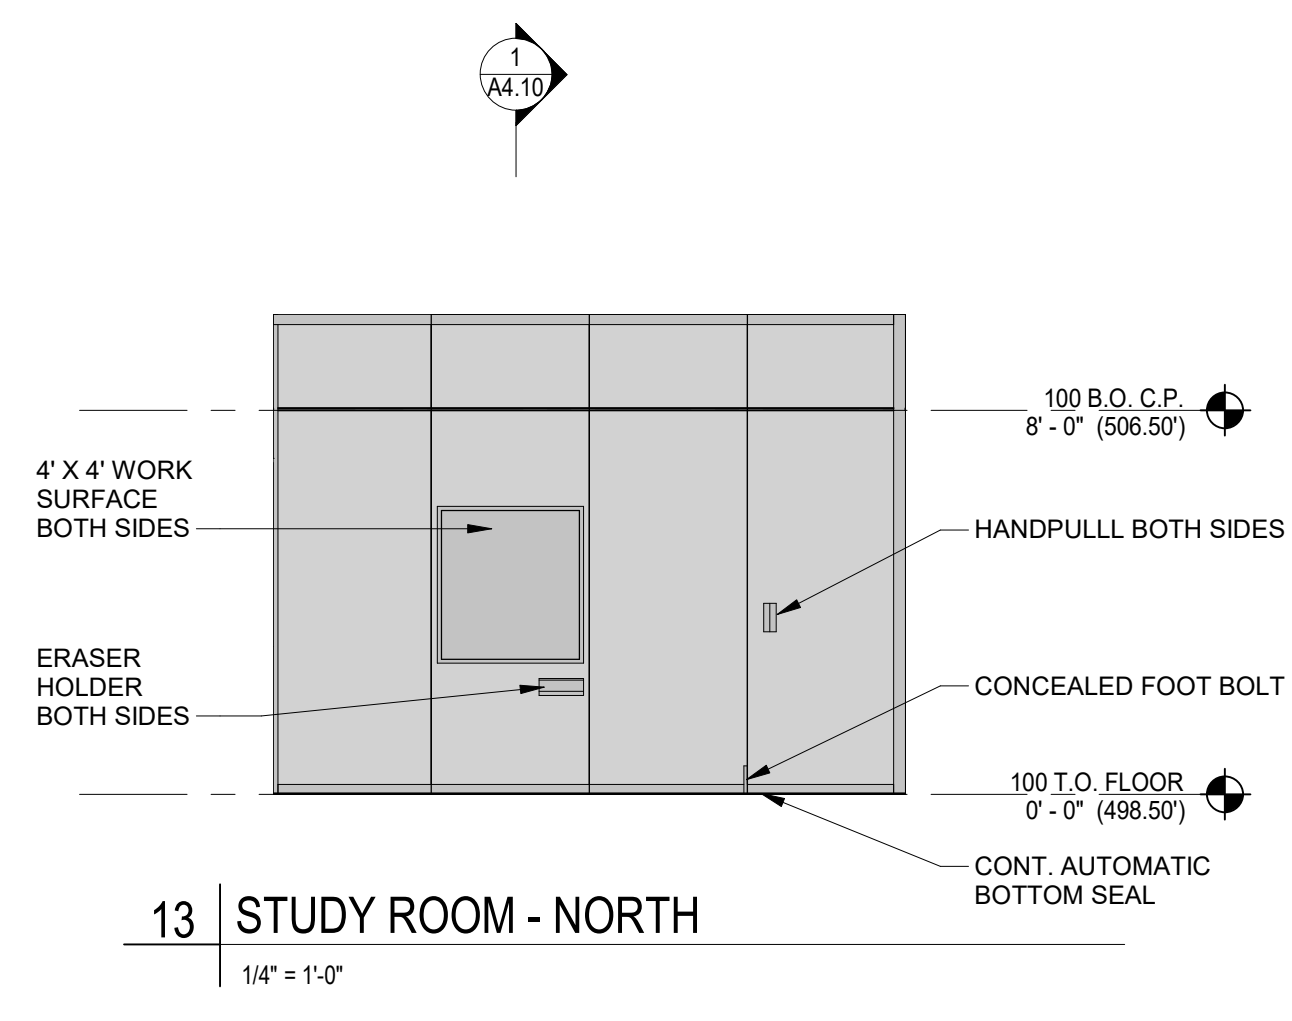 1
A4.10
100 B.O. C.P.
8' - 0" (506.50')
4' X 4' WORK
SURFACE
BOTH SIDES
HANDPULLL BOTH SIDES
ERASER
HOLDER
BOTH SIDES
CONCEALED FOOT BOLT
100 T.O. FLOOR
0' - 0" (498.50')
CONT. AUTOMATIC
BOTTOM SEAL
13 STUDY ROOM - NORTH
1/4" = 1'-0"